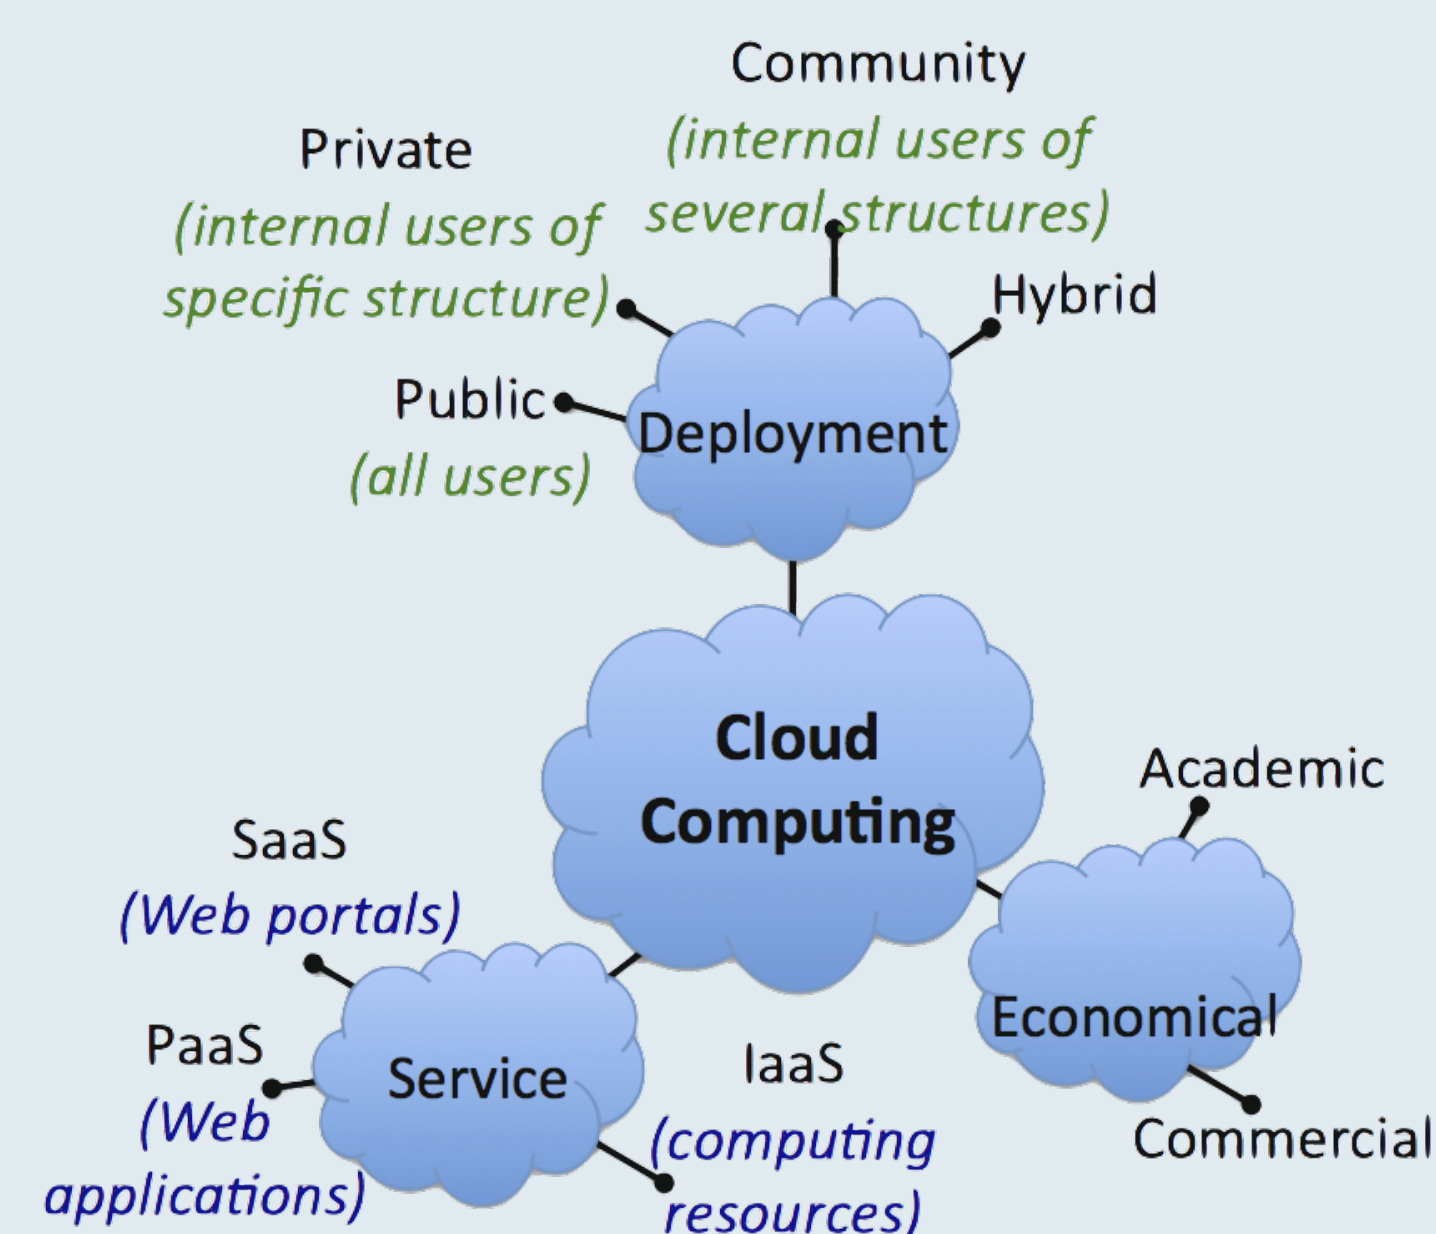 Community
(internal users of
several structures)
Private
(internal users of
specific structure)
Hybrid
Public
(all users)
Deployment
Cloud
Computing
Academic
Economical
Commercial
SaaS
(Web portals)
PaaS
(Web
applications)
Service
IaaS
(computing
resources)